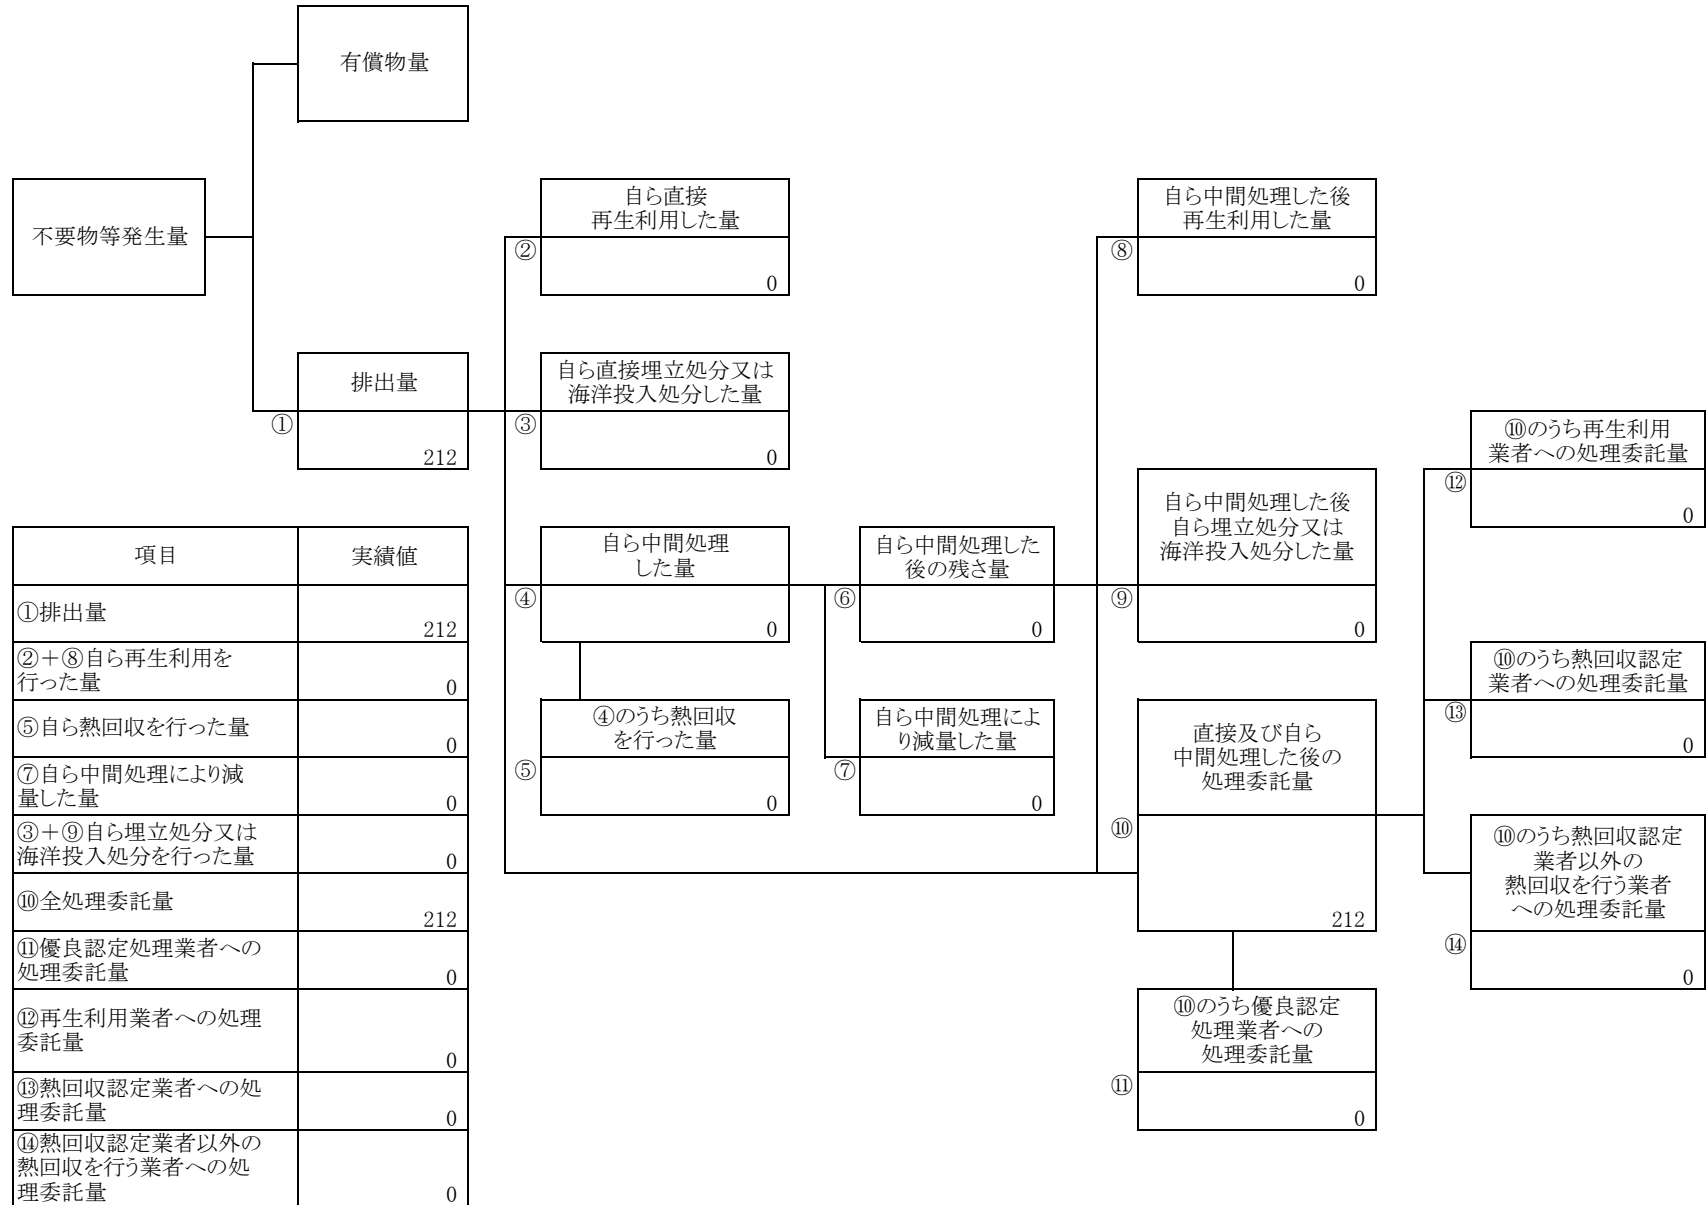 有償物量
不要物等発生量
自ら直接
再生利用した量
②
0
自ら中間処理した後
再生利用した量
⑧
0
排出量
①
212
自ら直接埋立処分又は
海洋投入処分した量
③
0
⑩のうち再生利用
業者への処理委託量
⑫
0
自ら中間処理
した量
④
0
自ら中間処理した
後の残さ量
⑥
0
自ら中間処理した後
自ら埋立処分又は
海洋投入処分した量
⑨
0
⑩のうち熱回収認定
業者への処理委託量
⑬
0
④のうち熱回収
を行った量
⑤
0
自ら中間処理によ
り減量した量
⑦
0
直接及び自ら
中間処理した後の
処理委託量
⑩
212
⑩のうち熱回収認定
業者以外の
熱回収を行う業者
への処理委託量
⑭
0
⑩のうち優良認定
処理業者への
処理委託量
⑪
0
項目 実績値
①排出量
212
②+⑧自ら再生利用を
行った量
0
⑤自ら熱回収を行った量
0
⑦自ら中間処理により減
量した量
0
③+⑨自ら埋立処分又は
海洋投入処分を行った量
0
⑩全処理委託量
212
⑪優良認定処理業者への
処理委託量
0
⑫再生利用業者への処理
委託量
0
⑬熱回収認定業者への処
理委託量
0
⑭熱回収認定業者以外の
熱回収を行う業者への処
理委託量
0